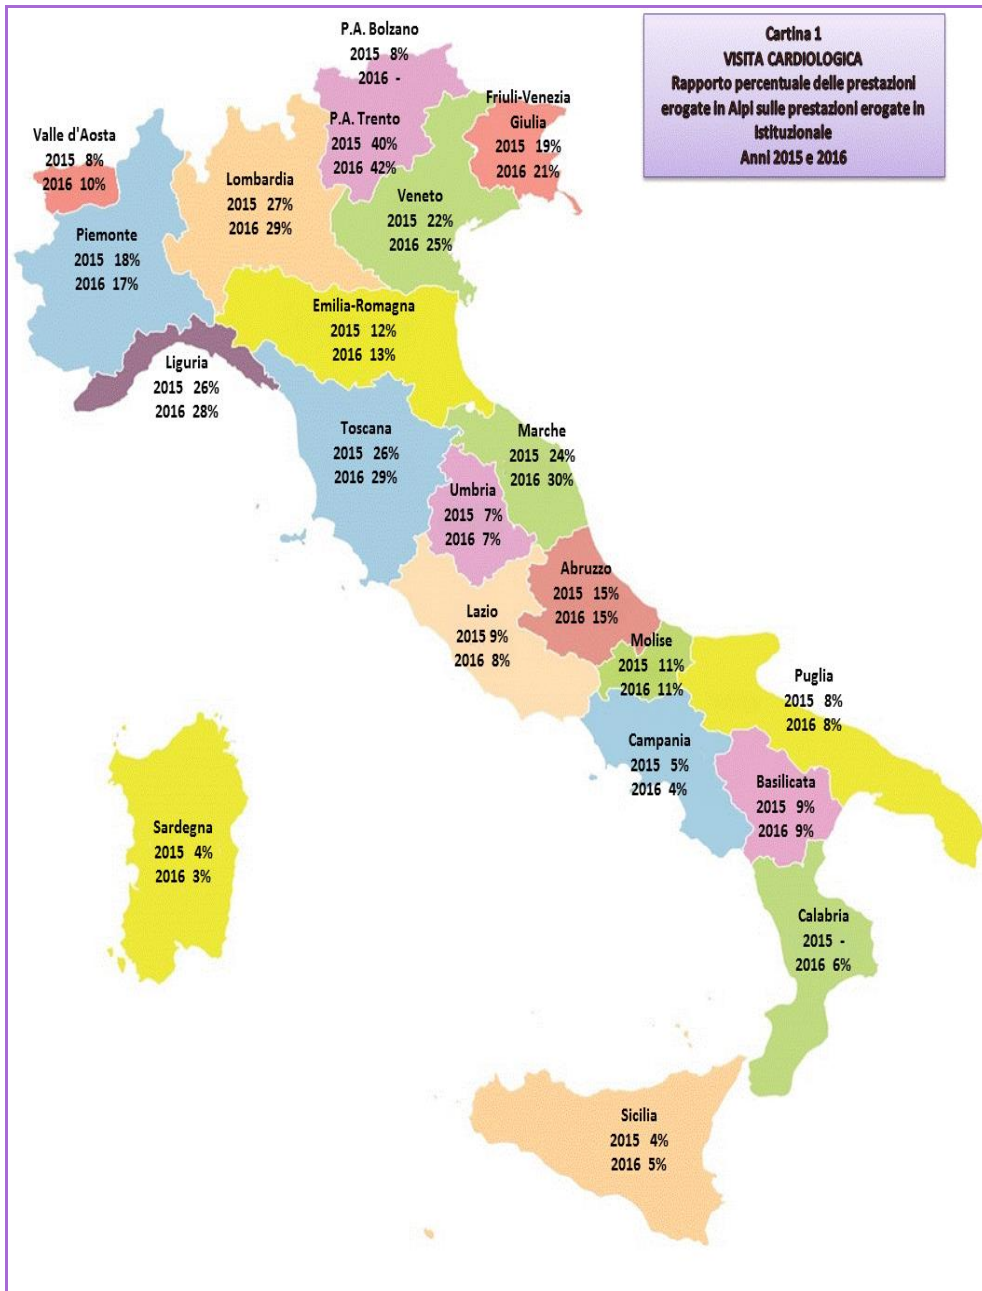 Cartina 1
VISITA CARDIOLOGICA
Rapporto percentuale delle prestazioni
erogate in Alpi sulle prestazioni erogate in
Istituzionale
Anni 2015 e 2016
P.A. Bolzano
2015 8%
2016 -
P.A. Trento
2015 40%
2016 42%
Friuli-Venezia
Giulia
2015 19%
2016 21%
Valle d'Aosta
2015 8%
2016 10%
Lombardia
2015 27%
2016 29%
Veneto
2015 22%
2016 25%
Piemonte
2015 18%
2016 17%
Emilia-Romagna
2015 12%
2016 13%
Liguria
2015 26%
2016 28%
Toscana
2015 26%
2016 29%
Marche
2015 24%
2016 30%
Umbria
2015 7%
2016 7%
Abruzzo
2015 15%
2016 15%
Lazio
2015 9%
2016 8%
Molise
2015 11%
2016 11%
Puglia
2015 8%
2016 8%
Campania
2015 5%
2016 4%
Basilicata
2015 9%
2016 9%
Sardegna
2015 4%
2016 3%
Calabria
2015 -
2016 6%
Sicilia
2015 4%
2016 5%